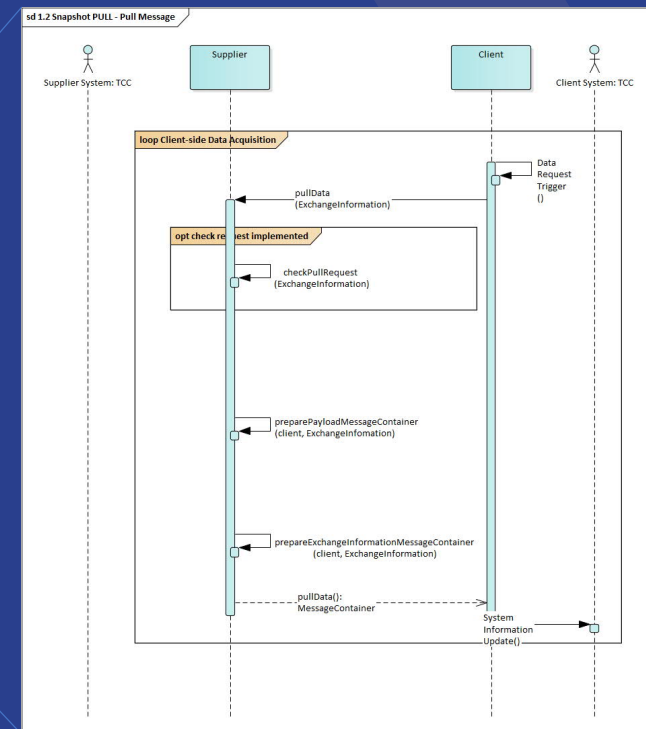 sd 1.2 Snapshot PULL - Pull Message
Supplier System: TCC
Supplier
Client
Client System: TCC
loop Client-side Data Acquisition
Data
Request
Trigger
()
pullData
(ExchangeInformation)
opt check request implemented
checkPullRequest
(ExchangeInformation)
preparePayloadMessageContainer
(client, ExchangeInfomation)
prepareExchangeInformationMessageContainer
(client, ExchangeInformation)
pullData():
MessageContainer
System
Information
Update()